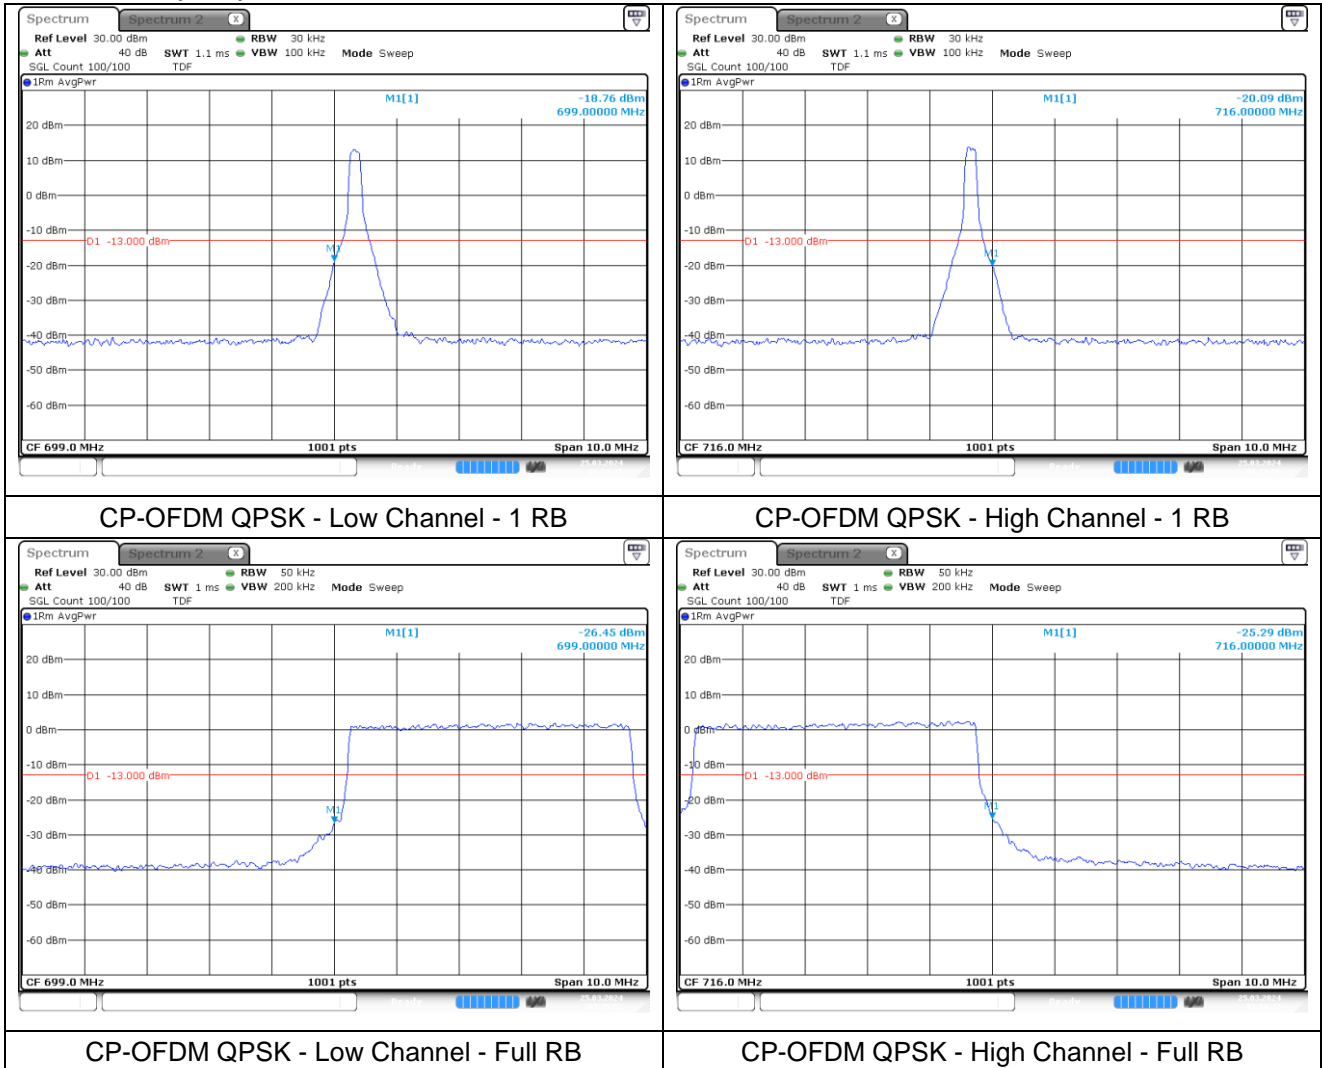 Spectrum Spectrum 2 X
Ref Level 30.00 dBm RBW 30 kHz
Att 40 dB SWT 1.1 ms VBW 100 kHz Mode Sweep
SGL Count 100/100 TDF
1Rm AvgPwr
M1[1] -18.76 dBm
699.00000 MHz
20 dBm
10 dBm
0 dBm
-10 dBm
D1 -13.000 dBm
M1
-20 dBm
-30 dBm
-40 dBm
-50 dBm
-60 dBm
CF 699.0 MHz 1001 pts Span 10.0 MHz
Ready 25.03.2024
CP-OFDM QPSK - Low Channel - 1 RB
Spectrum Spectrum 2 X
Ref Level 30.00 dBm RBW 30 kHz
Att 40 dB SWT 1.1 ms VBW 100 kHz Mode Sweep
SGL Count 100/100 TDF
1Rm AvgPwr
M1[1] -20.09 dBm
716.00000 MHz
20 dBm
10 dBm
0 dBm
-10 dBm
D1 -13.000 dBm
M1
-20 dBm
-30 dBm
-40 dBm
-50 dBm
-60 dBm
CF 716.0 MHz 1001 pts Span 10.0 MHz
Ready 25.03.2024
CP-OFDM QPSK - High Channel - 1 RB
Spectrum Spectrum 2 X
Ref Level 30.00 dBm RBW 50 kHz
Att 40 dB SWT 1 ms VBW 200 kHz Mode Sweep
SGL Count 100/100 TDF
1Rm AvgPwr
M1[1] -26.45 dBm
699.00000 MHz
20 dBm
10 dBm
0 dBm
-10 dBm
D1 -13.000 dBm
M1
-20 dBm
-30 dBm
-40 dBm
-50 dBm
-60 dBm
CF 699.0 MHz 1001 pts Span 10.0 MHz
Ready 25.03.2024
CP-OFDM QPSK - Low Channel - Full RB
Spectrum Spectrum 2 X
Ref Level 30.00 dBm RBW 50 kHz
Att 40 dB SWT 1 ms VBW 200 kHz Mode Sweep
SGL Count 100/100 TDF
1Rm AvgPwr
M1[1] -25.29 dBm
716.00000 MHz
20 dBm
10 dBm
0 dBm
-10 dBm
D1 -13.000 dBm
M1
-20 dBm
-30 dBm
-40 dBm
-50 dBm
-60 dBm
CF 716.0 MHz 1001 pts Span 10.0 MHz
Ready 25.03.2024
CP-OFDM QPSK - High Channel - Full RB